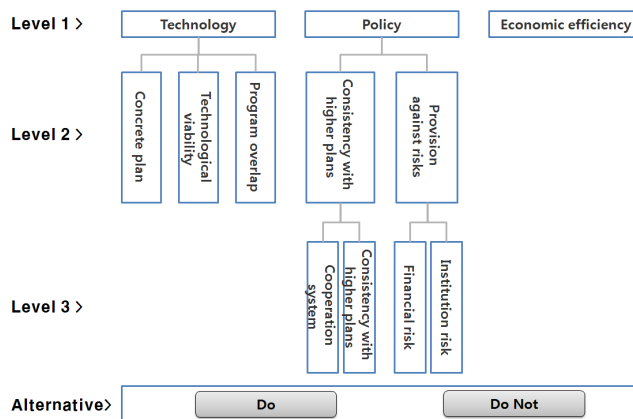 Level 1 >
Technology
Policy
Economic efficiency
Level 2 >
Concrete plan
Technological
viability
Program overlap
Consistency with
higher plans
Provision
against risks
Level 3 >
Cooperation
system
Consistency with
higher plans
Financial risk
Institution risk
Alternative>
Do
Do Not